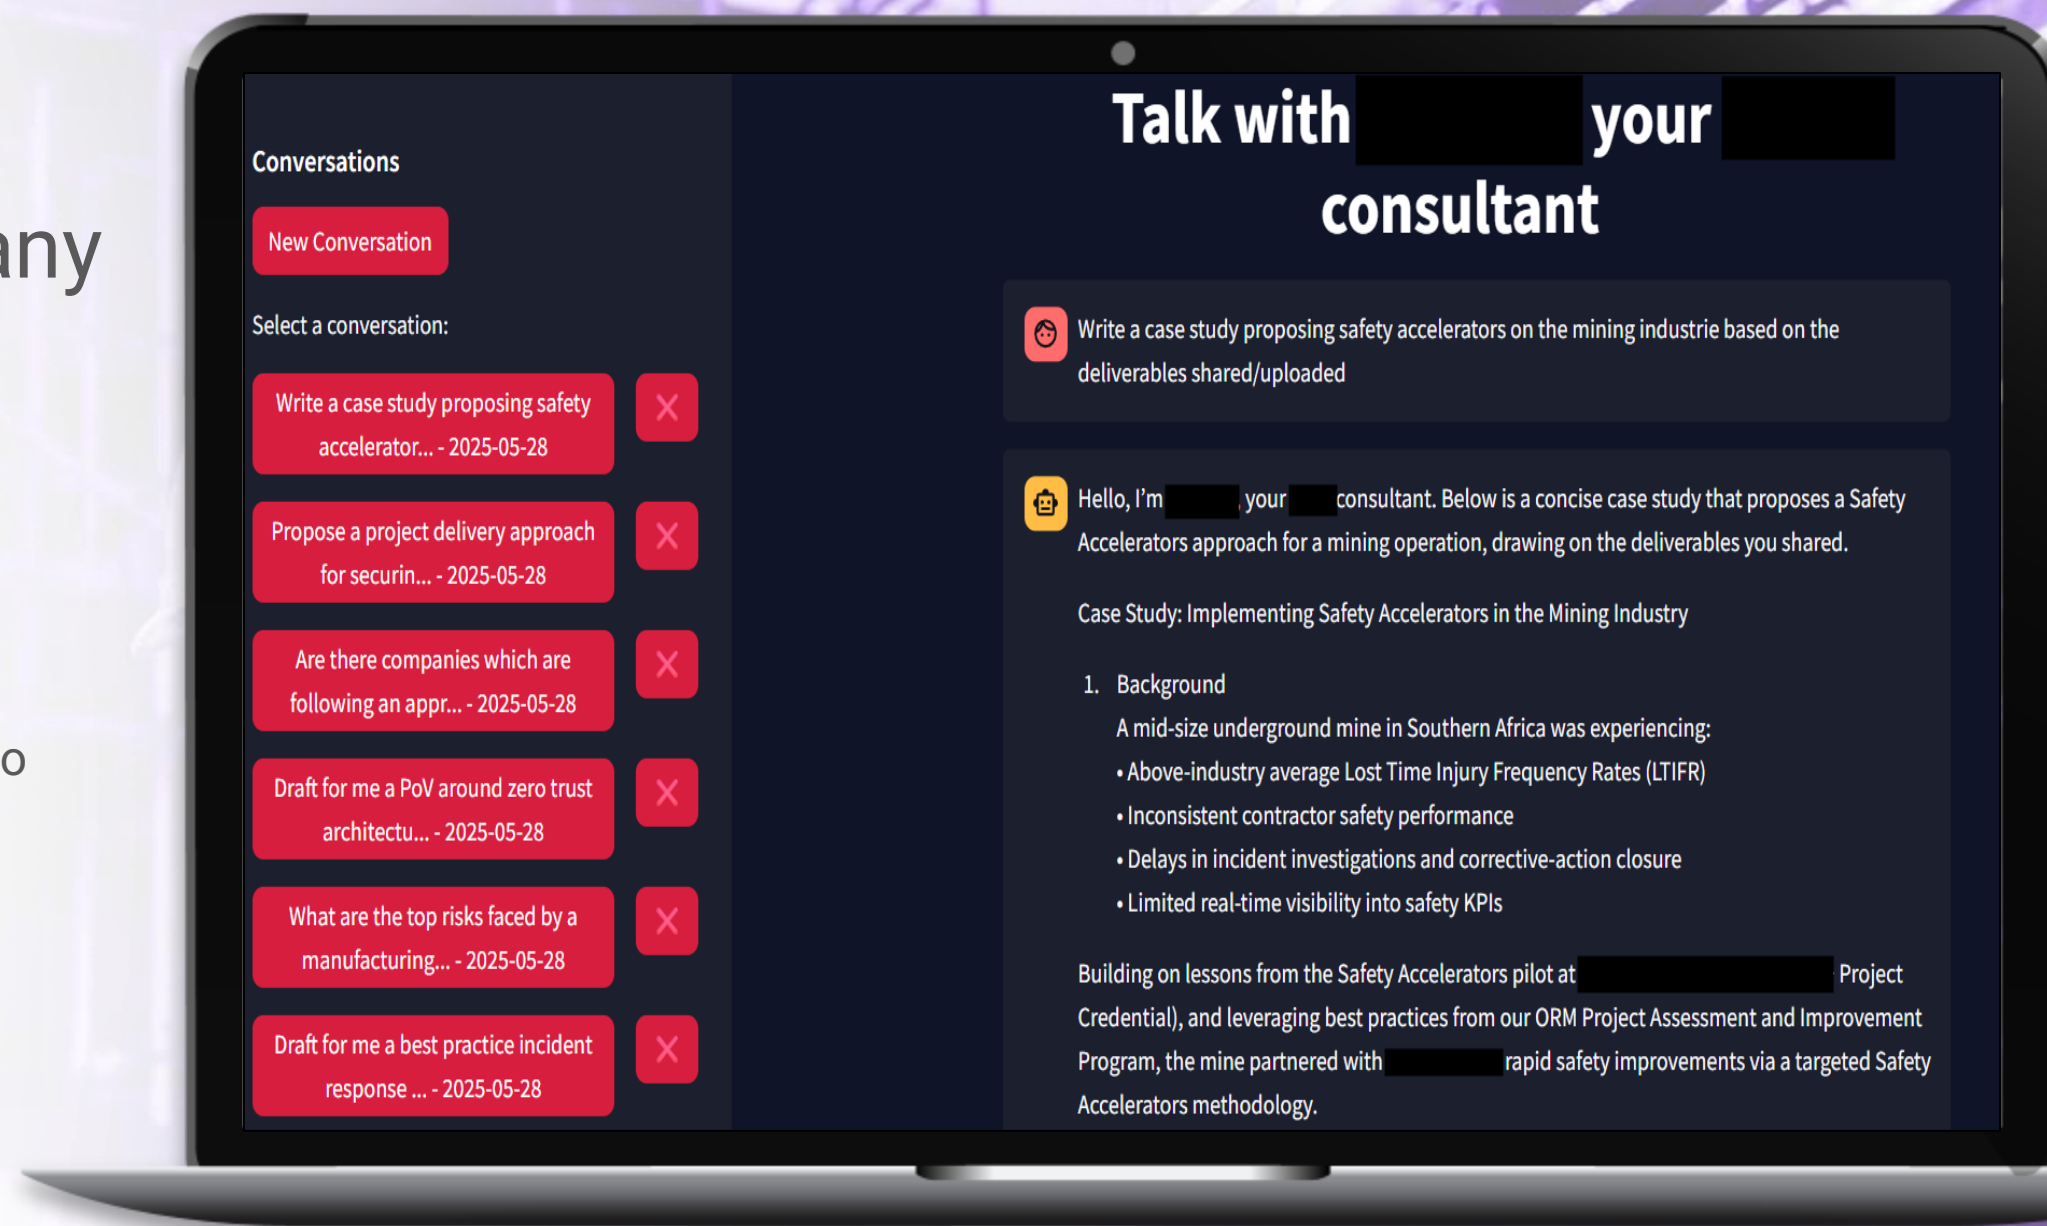 any
o
Conversations
New Conversation
Select a conversation:
Write a case study proposing safety
accelerator... - 2025-05-28
Propose a project delivery approach
for securin... - 2025-05-28
Are there companies which are
following an appr... - 2025-05-28
Draft for me a PoV around zero trust
architectu... - 2025-05-28
What are the top risks faced by a
manufacturing... - 2025-05-28
Draft for me a best practice incident
response ... - 2025-05-28
Talk with your
consultant
Write a case study proposing safety accelerators on the mining industrie based on the
deliverables shared/uploaded
Hello, I'm your consultant. Below is a concise case study that proposes a Safety
Accelerators approach for a mining operation, drawing on the deliverables you shared.
Case Study: Implementing Safety Accelerators in the Mining Industry
1. Background
A mid-size underground mine in Southern Africa was experiencing:
• Above-industry average Lost Time Injury Frequency Rates (LTIFR)
• Inconsistent contractor safety performance
• Delays in incident investigations and corrective-action closure
• Limited real-time visibility into safety KPIs
Building on lessons from the Safety Accelerators pilot at Project
Credential), and leveraging best practices from our ORM Project Assessment and Improvement
Program, the mine partnered with rapid safety improvements via a targeted Safety
Accelerators methodology.